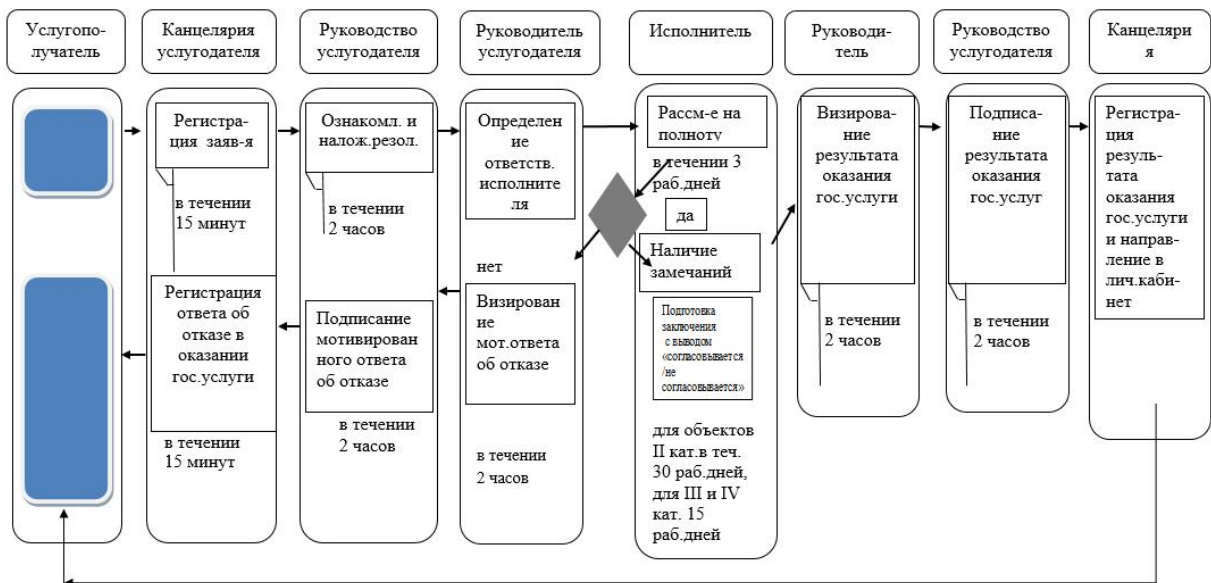 Услугопо-
лучатель
Канцелярия
услугодателя
Руководство
услугодателя
Руководитель
услугодателя
Исполнитель
Руководи-
тель
Руководство
услугодателя
Канцеляри
я
Регистра-
ция заяв-я
в течении
15 минут
Регистрация
ответа об
отказе в
оказании
гос.услуги
в течении
15 минут
Ознакомл. и
налож.резол.
в течении
2 часов
Подписание
мотивирован
ного ответа
об отказе
в течении
2 часов
Определен
ие
ответств.
исполните
ля
нет
Визирован
ие
мот.ответа
об отказе
в течении
2 часов
Рассм-е на
полноту
в течении 3
раб.дней
да
Наличие
замечаний
Подготовка
заключения
с выводом
«согласовывается
/не
согласовывается»
для объектов
II кат.в теч.
30 раб.дней,
для III и IV
кат. 15
раб.дней
Визирова-
ние
результата
оказания
гос.услуги
в течении
2 часов
Подписа-
ние
результата
оказания
гос.услуг
в течении
2 часов
Регистра-
ция
резуль-
тата
оказания
гос.услуги
и направ-
ление в
лич.каби-
нет